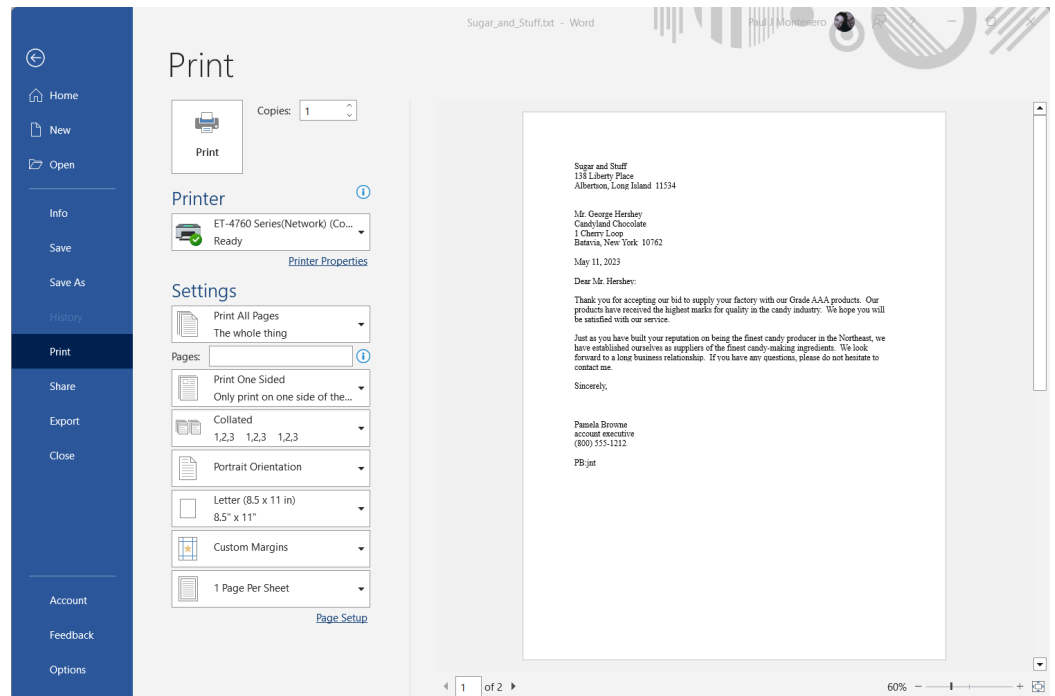 Sugar_and_Stuff.txt - Word
Paul J Montenero
?
Print
Home
New
Open
Info
Save
Save As
History
Print
Share
Export
Close
Account
Feedback
Options
Copies: 1
Print
Printer
ET-4760 Series(Network) (Co...
Ready
Printer Properties
Settings
Print All Pages
The whole thing
Pages:
Print One Sided
Only print on one side of the...
Collated
1,2,3 1,2,3 1,2,3
Portrait Orientation
Letter (8.5 x 11 in)
8.5" x 11"
Custom Margins
1 Page Per Sheet
Page Setup
Sugar and Stuff
138 Liberty Place
Albertson, Long Island 11534
Mr. George Hershey
Candyland Chocolate
1 Cherry Loop
Batavia, New York 10762
May 11, 2023
Dear Mr. Hershey:
Thank you for accepting our bid to supply your factory with our Grade AAA products. Our
products have received the highest marks for quality in the candy industry. We hope you will
be satisfied with our service.
Just as you have built your reputation on being the finest candy producer in the Northeast, we
have established ourselves as suppliers of the finest candy-making ingredients. We look
forward to a long business relationship. If you have any questions, please do not hesitate to
contact me.
Sincerely,
Pamela Browne
account executive
(800) 555-1212
PB:jnt
1 of 2
60%